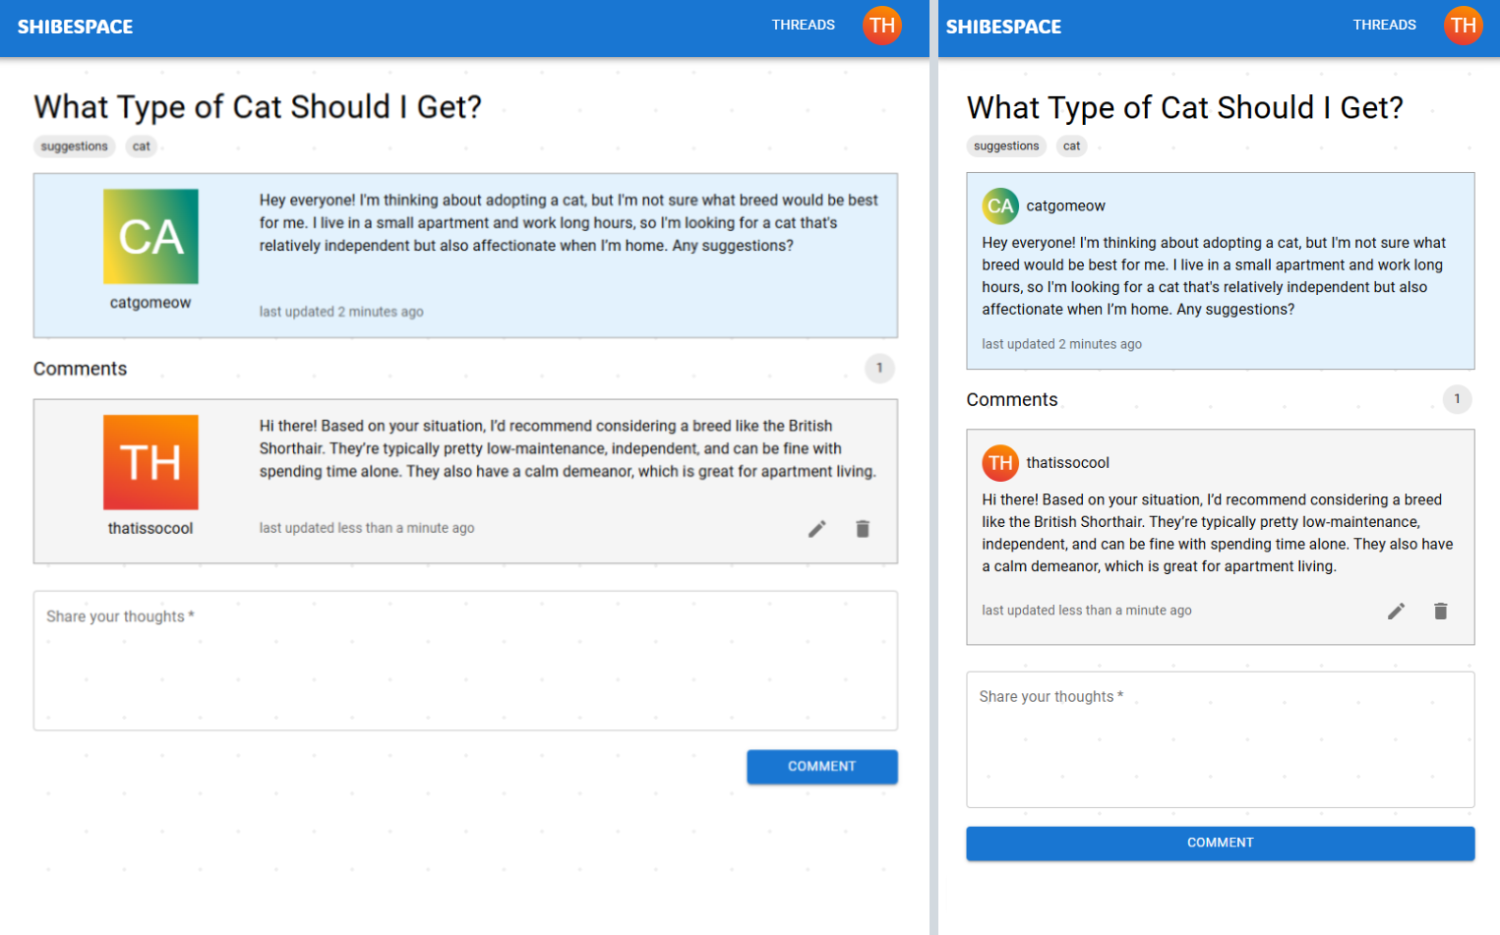 SHIBESPACE
THREADS
TH
What Type of Cat Should I Get?
suggestions
cat
CA
catgomeow
Hey everyone! I'm thinking about adopting a cat, but I'm not sure what breed would be best
for me. I live in a small apartment and work long hours, so I'm looking for a cat that's
relatively independent but also affectionate when I’m home. Any suggestions?
last updated 2 minutes ago
Comments
1
TH
thatissocool
Hi there! Based on your situation, I’d recommend considering a breed like the British
Shorthair. They’re typically pretty low-maintenance, independent, and can be fine with
spending time alone. They also have a calm demeanor, which is great for apartment living.
last updated less than a minute ago
Share your thoughts *
COMMENT
SHIBESPACE
THREADS
TH
What Type of Cat Should I Get?
suggestions
cat
CA
catgomeow
Hey everyone! I'm thinking about adopting a cat, but I'm not sure what
breed would be best for me. I live in a small apartment and work long
hours, so I'm looking for a cat that's relatively independent but also
affectionate when I’m home. Any suggestions?
last updated 2 minutes ago
Comments
1
TH
thatissocool
Hi there! Based on your situation, I’d recommend considering a breed
like the British Shorthair. They’re typically pretty low-maintenance,
independent, and can be fine with spending time alone. They also have
a calm demeanor, which is great for apartment living.
last updated less than a minute ago
Share your thoughts *
COMMENT